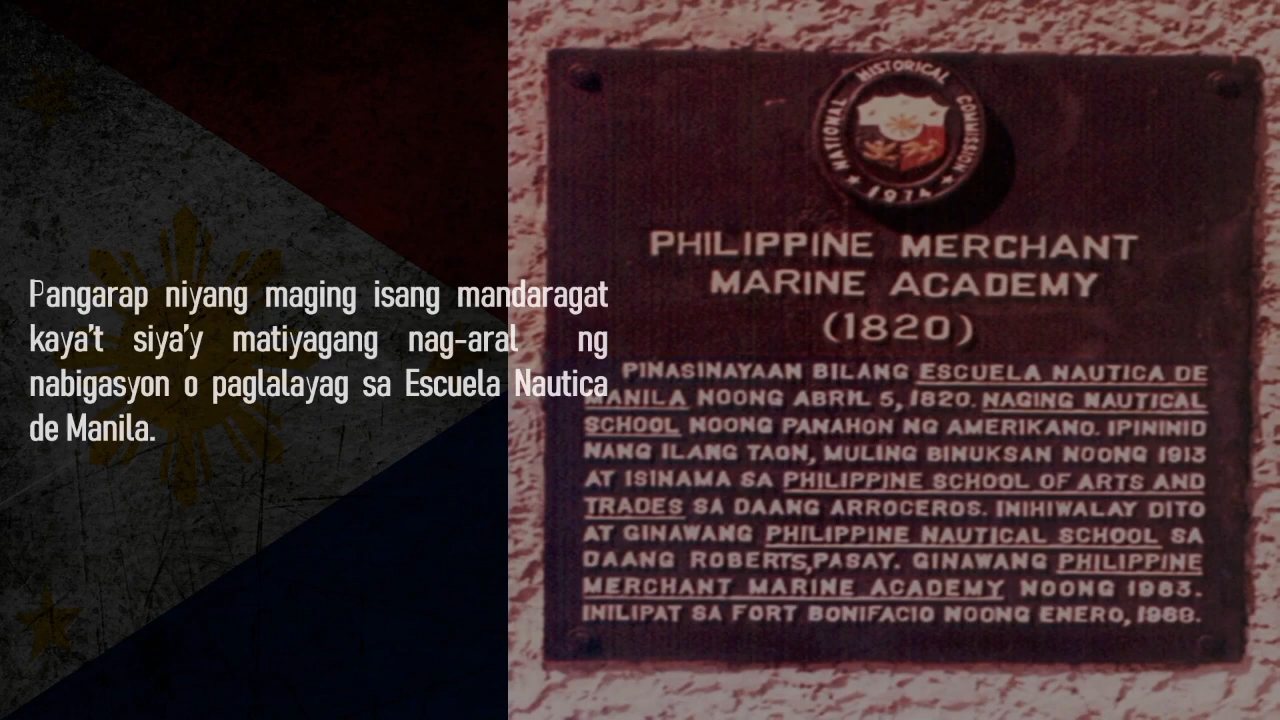 Pangarap niyang maging isang mandaragat
kaya't siya'y matiyagang nag-aral ng
nabigasyon o paglalayag sa Escuela Nautica
de Manila.
NATIONAL HISTORICAL COMMISSION
1974
PHILIPPINE MERCHANT
MARINE ACADEMY
(1820)
PINASINAYAAN BILANG ESCUELA NAUTICA DE
MANILA NOONG ABRIL 5, 1820. NAGING NAUTICAL
SCHOOL NOONG PANAHON NG AMERIKANO. IPININID
NANG ILANG TAON, MULING BINUKSAN NOONG 1913
AT ISINAMA SA PHILIPPINE SCHOOL OF ARTS AND
TRADES SA DAANG ARROCEROS. INIHIWALAY DITO
AT GINAWANG PHILIPPINE NAUTICAL SCHOOL SA
DAANG ROBERTS, PASAY. GINAWANG PHILIPPINE
MERCHANT MARINE ACADEMY NOONG 1963.
INILIPAT SA FORT BONIFACIO NOONG ENERO, 1969.